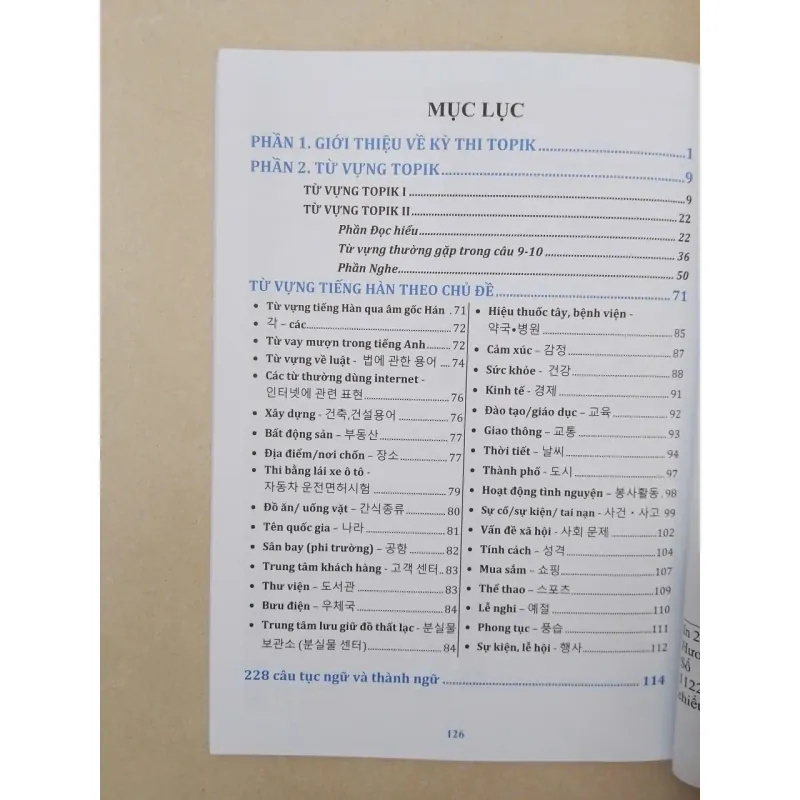 MỤC LỤC
PHẦN 1. GIỚI THIỆU VỀ KỲ THI TOPIK 1
PHẦN 2. TỪ VỰNG TOPIK 9
TỪ VỰNG TOPIK I 9
TỪ VỰNG TOPIK II 22
Phần Đọc hiểu 22
Từ vựng thường gặp trong câu 9-10 36
Phần Nghe 50
TỪ VỰNG TIẾNG HÀN THEO CHỦ ĐỀ 71
• Từ vựng tiếng Hàn qua âm gốc Hán . 71
• 각 – các 72
• Từ vay mượn trong tiếng Anh 72
• Từ vựng về luật - 법에 관한 용어 .... 74
• Các từ thường dùng internet -
인터넷에 관련 표현 76
• Xây dựng - 건축,건설용어 76
• Bất động sản – 부동산 77
• Địa điểm/nơi chốn – 장소 77
• Thi bằng lái xe ô tô -
자동차 운전면허시험 79
• Đồ ăn/ uống vặt – 간식종류 80
• Tên quốc gia – 나라 81
• Sân bay (phi trường) – 공항 82
• Trung tâm khách hàng - 고객 센터.. 83
• Thư viện – 도서관 83
• Bưu điện – 우체국 84
• Trung tâm lưu giữ đồ thất lạc - 분실물
보관소 (분실물 센터) 84
• Hiệu thuốc tây, bệnh viện -
약국•병원 85
• Cảm xúc – 감정 87
• Sức khỏe - 건강 88
• Kinh tế - 경제 91
• Đào tạo/giáo dục – 교육 92
• Giao thông – 교통 93
• Thời tiết – 날씨 94
• Thành phố - 도시 97
• Hoạt động tình nguyện – 봉사활동 . 98
• Sự cố/sự kiện/ tai nạn - 사건・사고 99
• Vấn đề xã hội - 사회 문제 102
• Tính cách – 성격 104
• Mua sắm – 쇼핑 107
• Thể thao – 스포츠 109
• Lễ nghi – 예절 110
• Phong tục – 풍습 111
• Sự kiện, lễ hội - 행사 112
228 câu tục ngữ và thành ngữ 114
126
in 2
Hươ
Số
1122